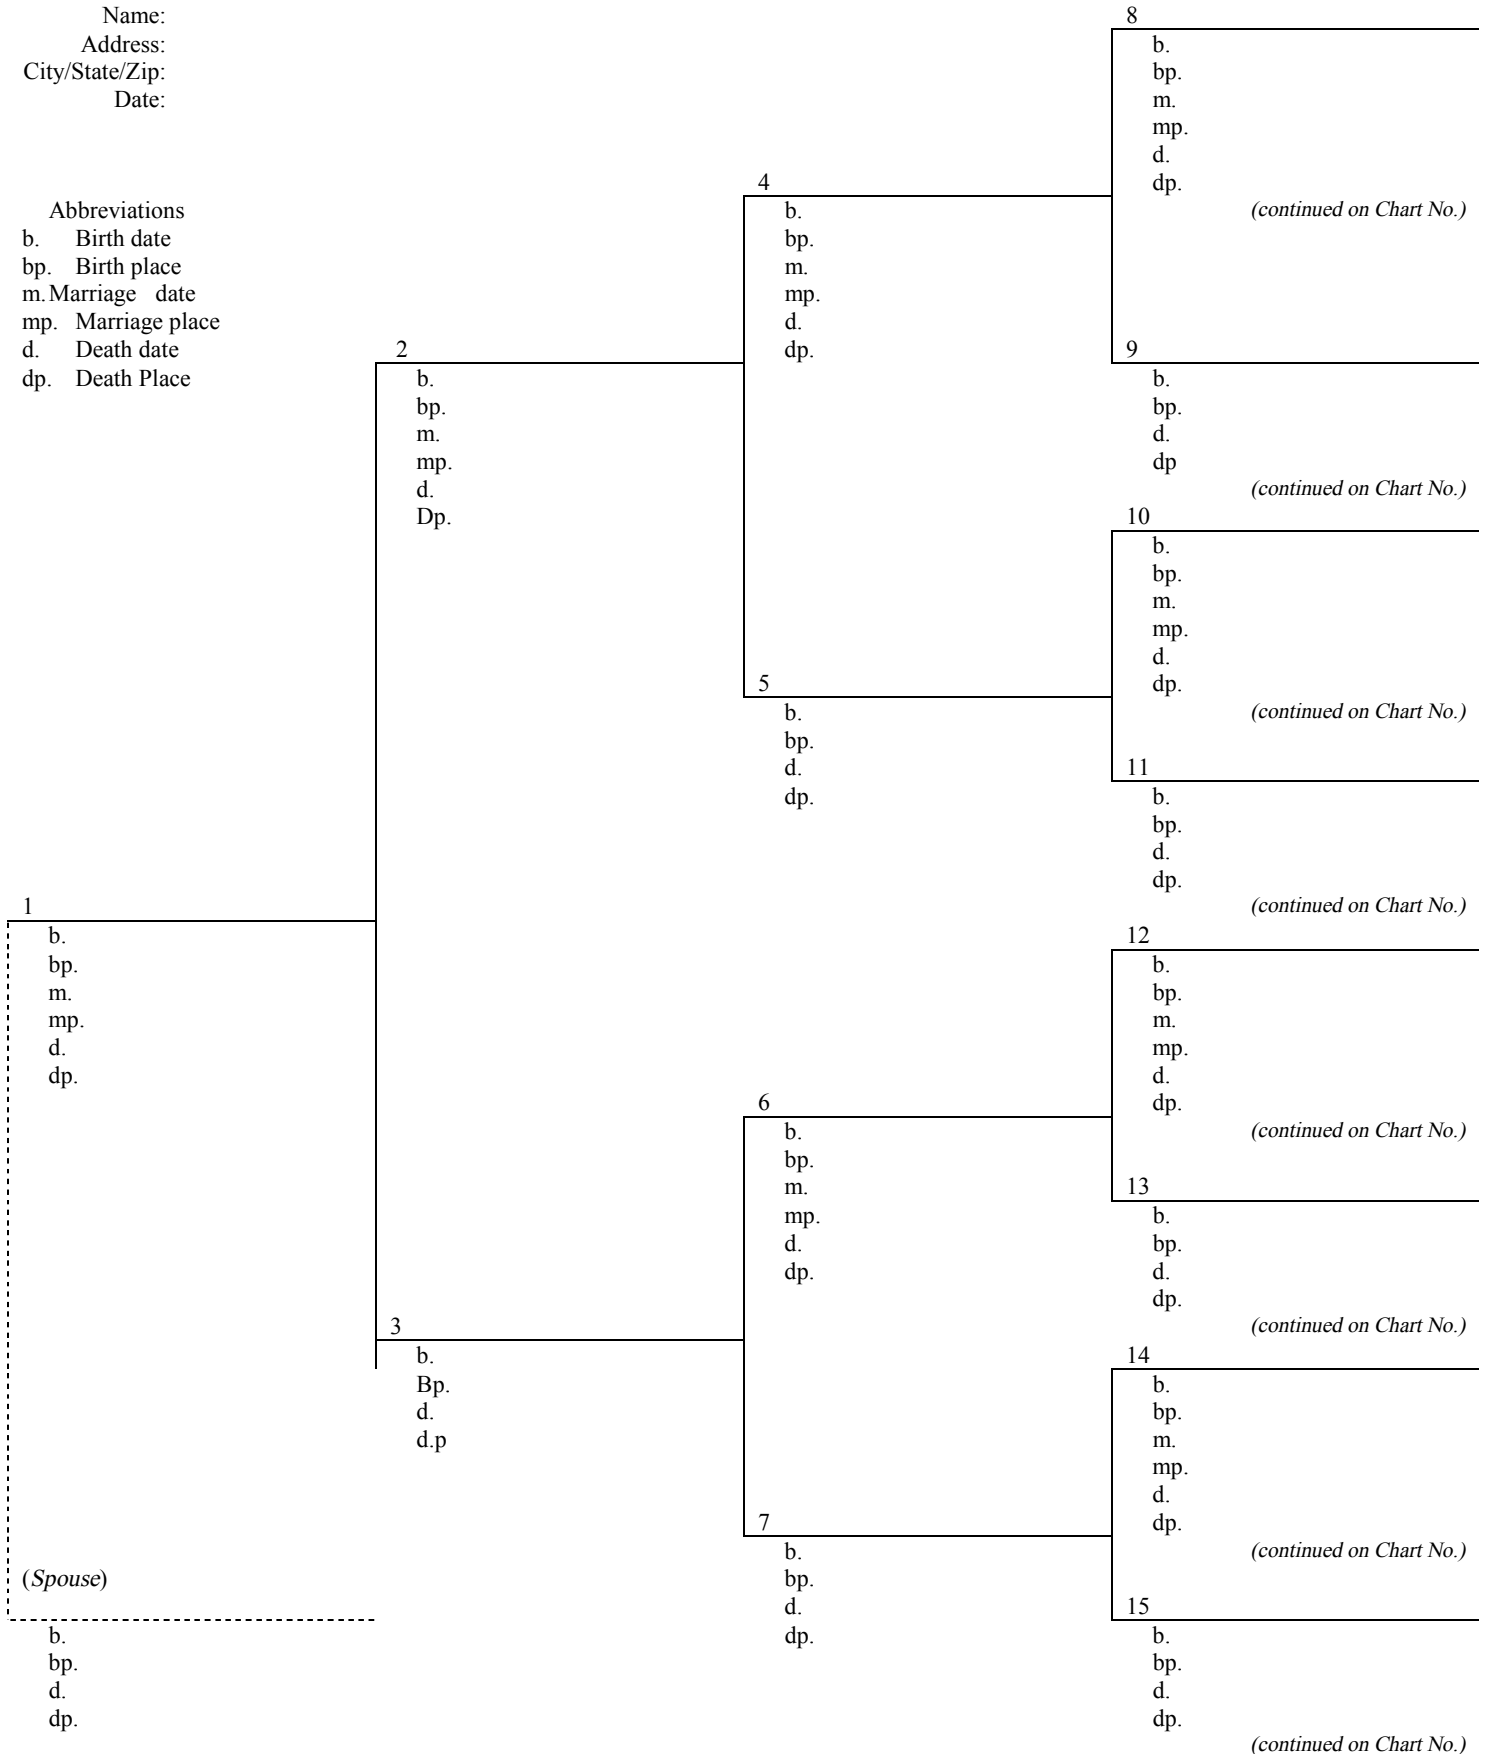 Name:
Address:
City/State/Zip:
Date:
Abbreviations
b. Birth date
bp. Birth place
m. Marriage date
mp. Marriage place
d. Death date
dp. Death Place
1
b.
bp.
m.
mp.
d.
dp.
(Spouse)
b.
bp.
d.
dp.
2
b.
bp.
m.
mp.
d.
Dp.
3
b.
Bp.
d.
d.p
4
b.
bp.
m.
mp.
d.
dp.
5
b.
bp.
d.
dp.
6
b.
bp.
m.
mp.
d.
dp.
7
b.
bp.
d.
dp.
8
b.
bp.
m.
mp.
d.
dp.
(continued on Chart No.)
9
b.
bp.
d.
dp
(continued on Chart No.)
10
b.
bp.
m.
mp.
d.
dp.
(continued on Chart No.)
11
b.
bp.
d.
dp.
(continued on Chart No.)
12
b.
bp.
m.
mp.
d.
dp.
(continued on Chart No.)
13
b.
bp.
d.
dp.
(continued on Chart No.)
14
b.
bp.
m.
mp.
d.
dp.
(continued on Chart No.)
15
b.
bp.
d.
dp.
(continued on Chart No.)